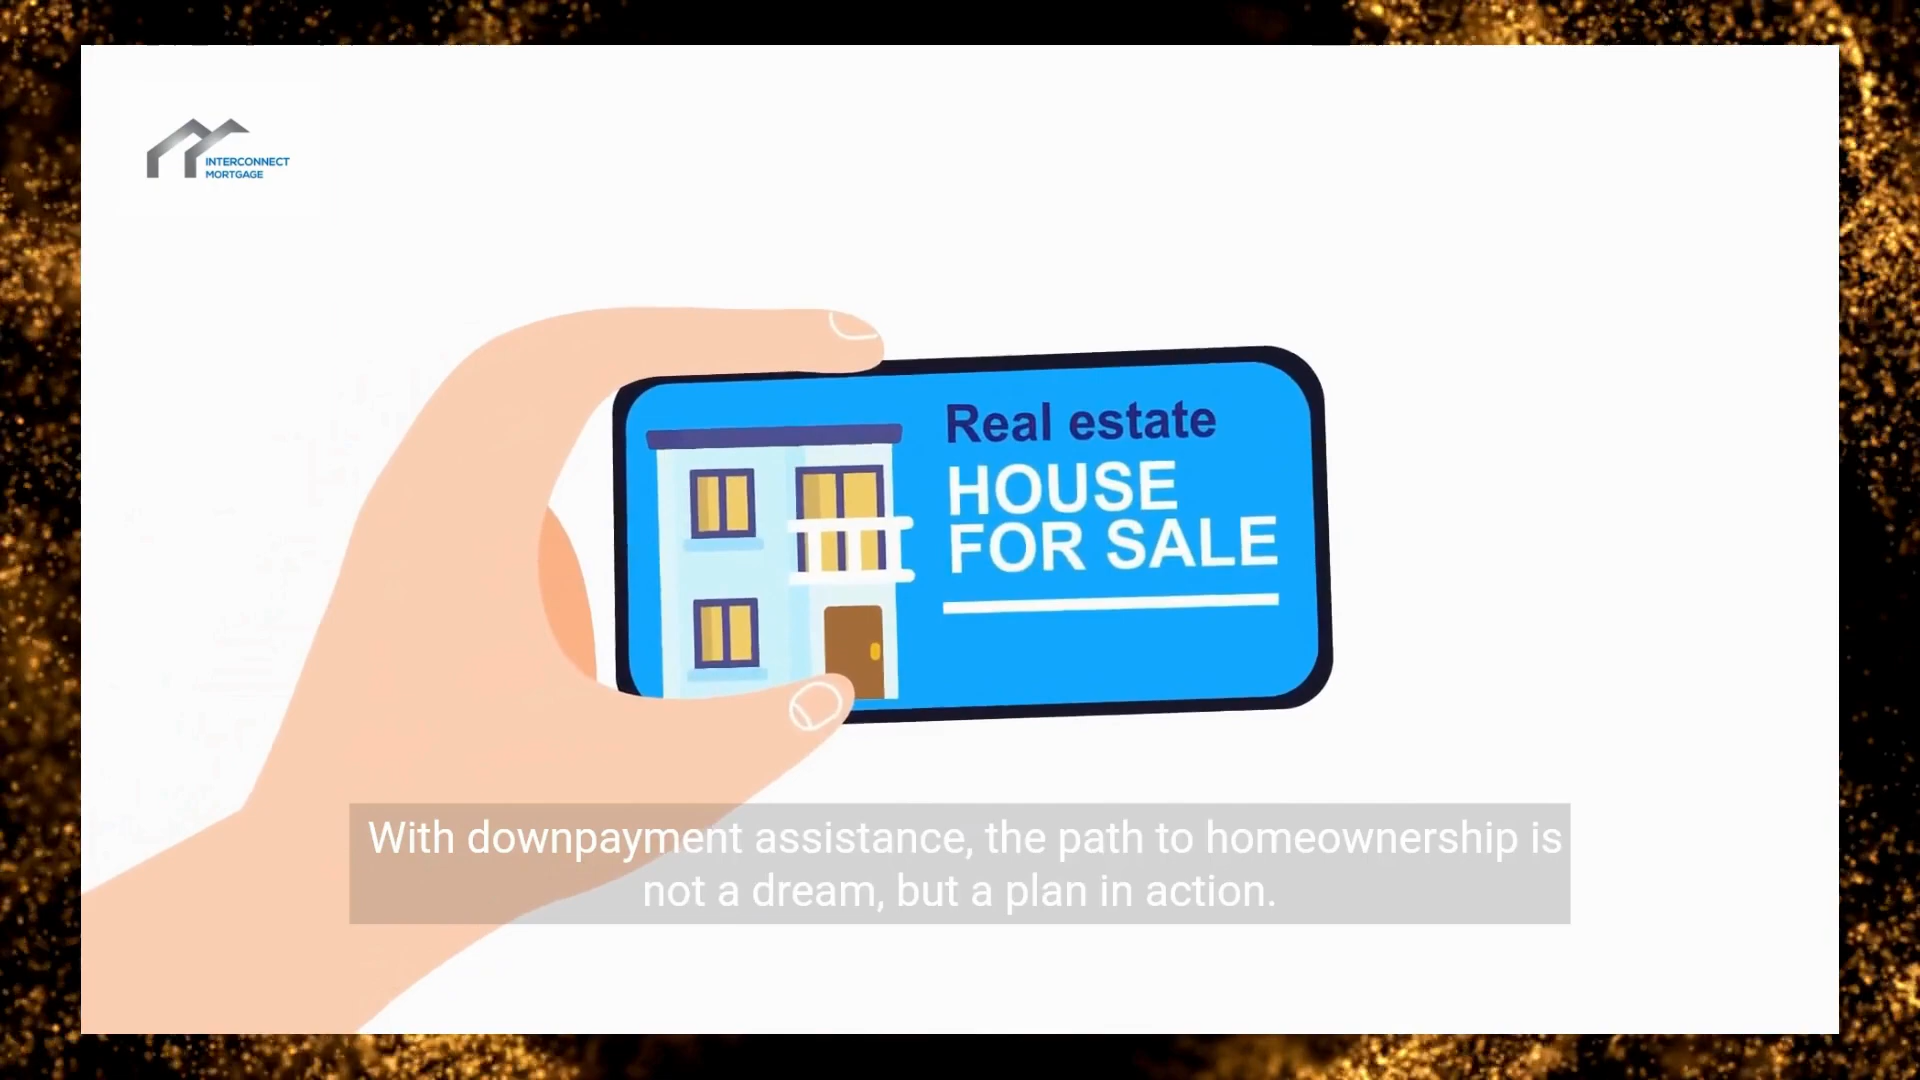 INTERCONNECT
MORTGAGE
Real estate
HOUSE
FOR SALE
With downpayment assistance, the path to homeownership is
not a dream, but a plan in action.